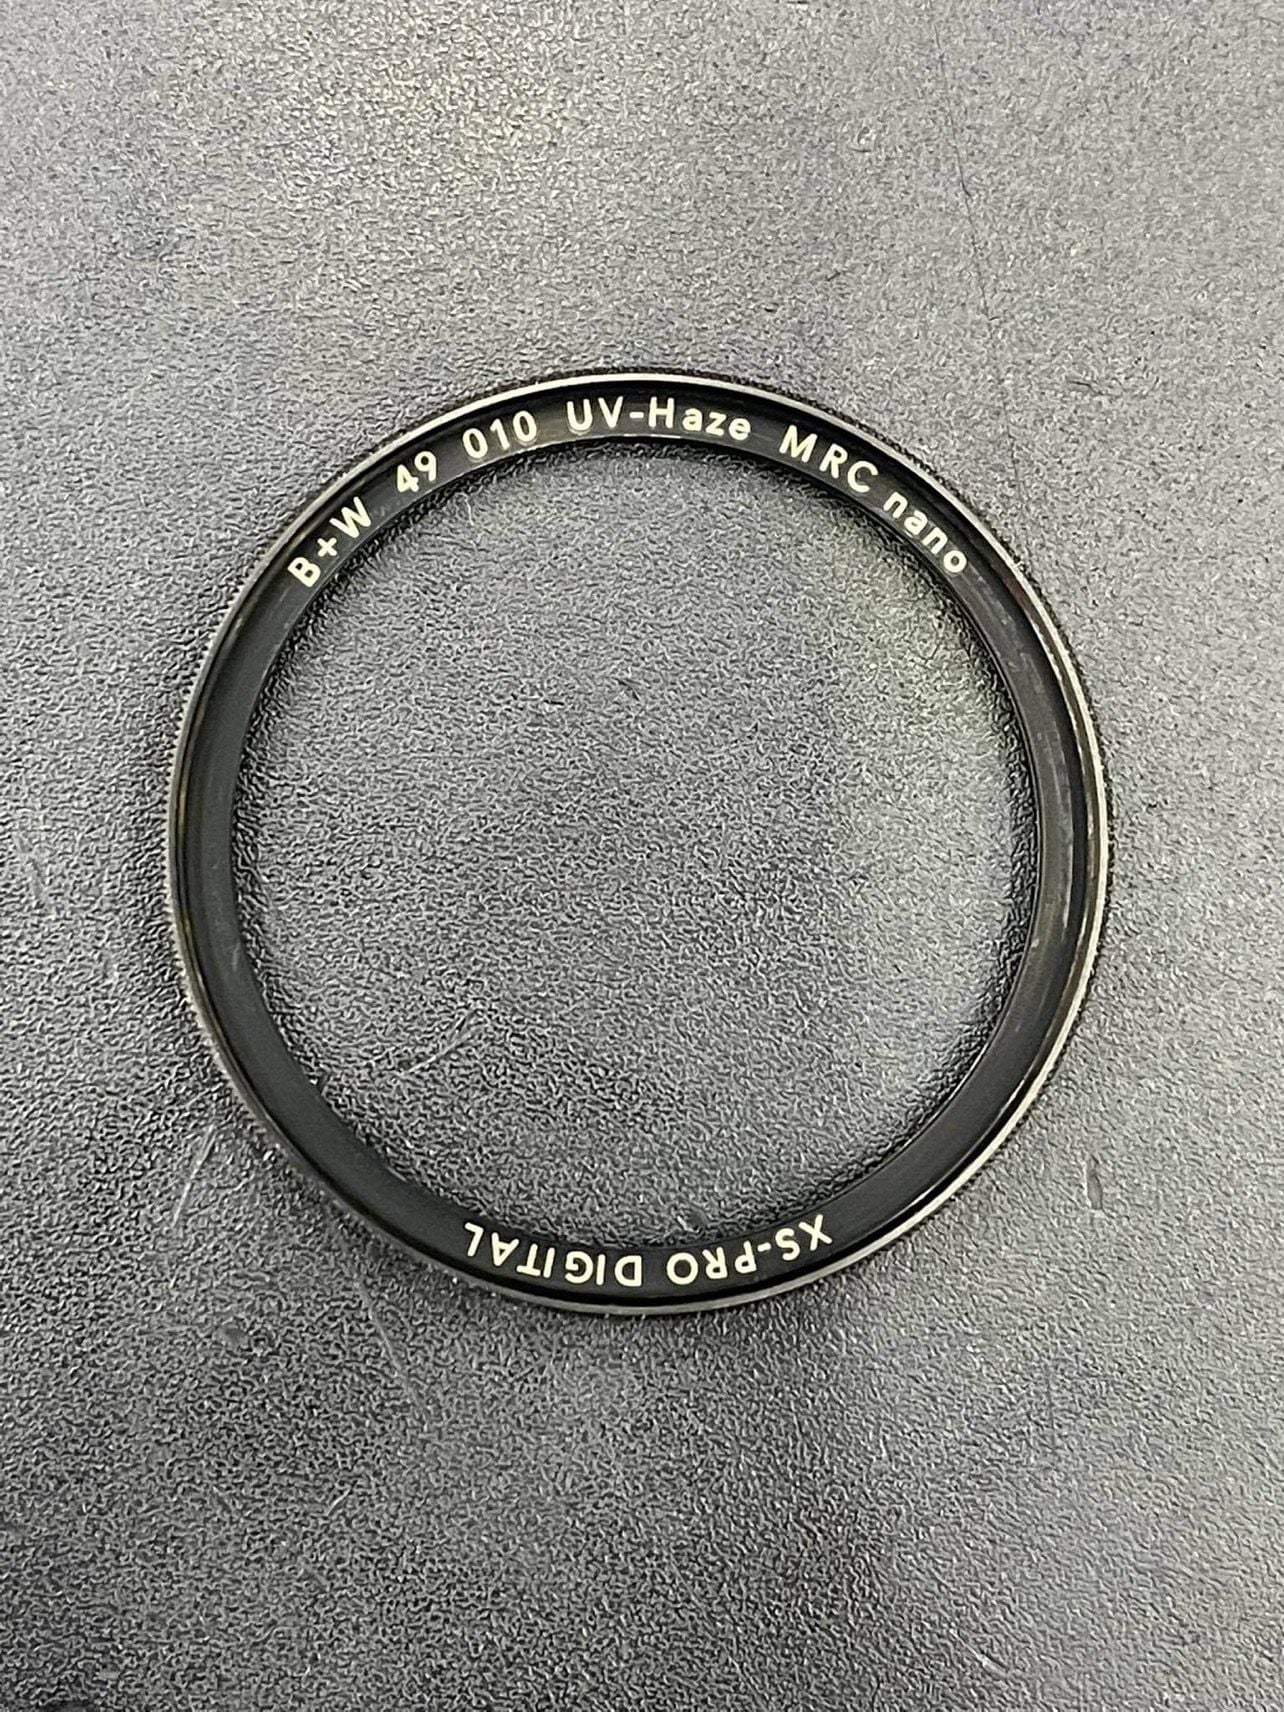 B+W 49 010 UV-Haze MRC nano
XS-PRO DIGITAL